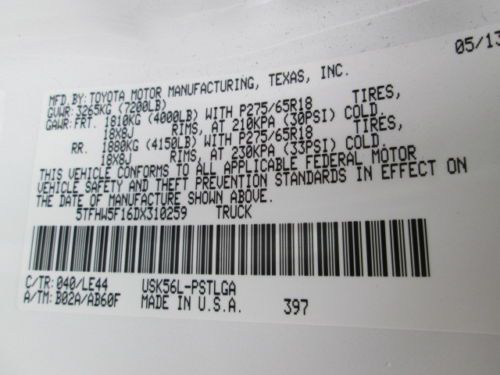 05/13
MFD.BY:TOYOTA MOTOR MANUFACTURING, TEXAS, INC.
GVWR:3265KG (7200LB)
GAWR:FRT. 1810KG (4000LB) WITH P275/65R18 TIRES,
18X8J RIMS, AT 210KPA (30PSI) COLD.
RR. 1880KG (4150LB) WITH P275/65R18 TIRES,
18X8J RIMS, AT 230KPA (33PSI) COLD.
THIS VEHICLE CONFORMS TO ALL APPLICABLE FEDERAL MOTOR
VEHICLE SAFETY AND THEFT PREVENTION STANDARDS IN EFFECT ON
THE DATE OF MANUFACTURE SHOWN ABOVE.
5TFHW5F16DX310259 TRUCK
C/TR: 040/LE44 USK56L-PSTLGA
A/TM: B02A/AB60F MADE IN U.S.A. 397